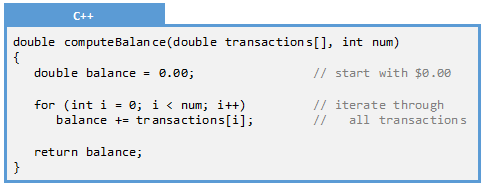 C++
double computeBalance(double transactions[], int num)
{
   double balance = 0.00;                 // start with $0.00

   for (int i = 0; i < num; i++)          // iterate through
      balance += transactions[i];         //   all transactions

   return balance;
}